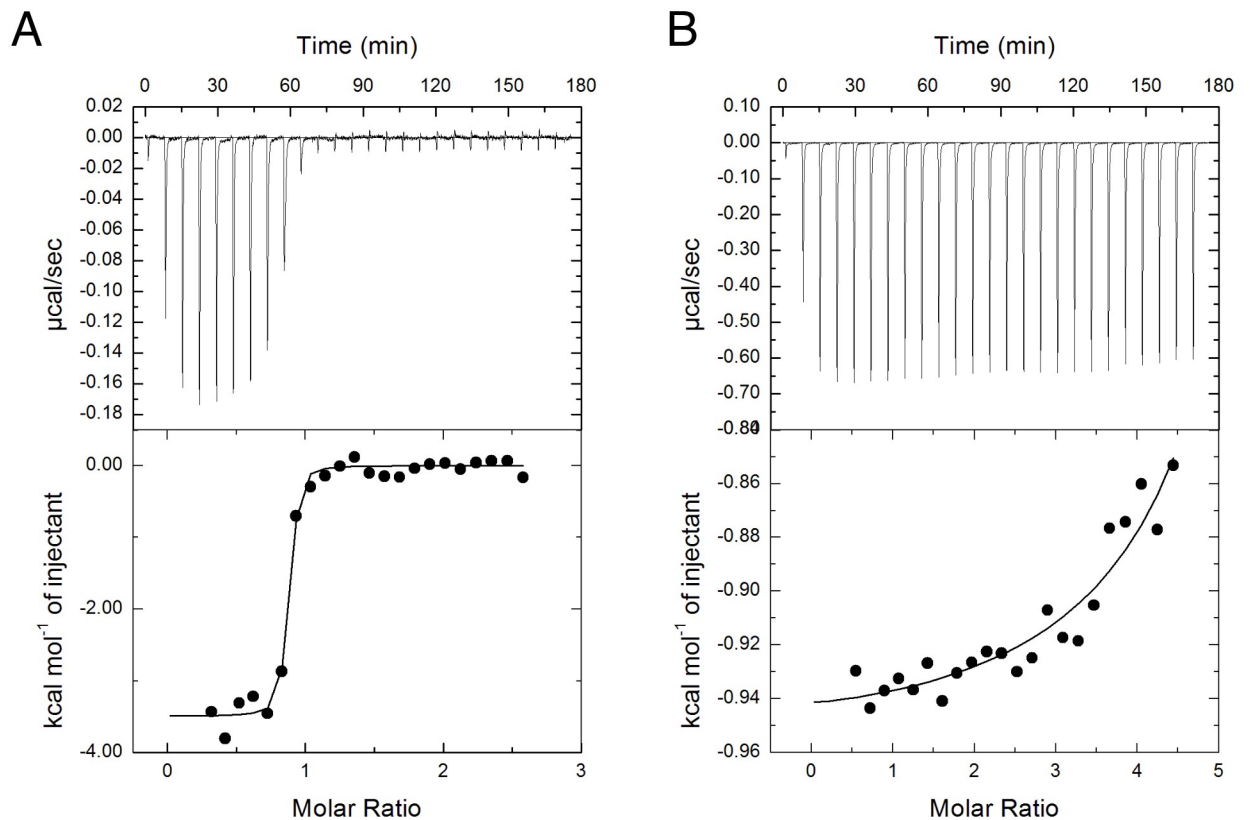 A
Time (min)
0 30 60 90 120 150 180
0.02
0.00
-0.02
-0.04
-0.06
-0.08
-0.10
-0.12
-0.14
-0.16
-0.18
µcal/sec
0.00
-2.00
-4.00
kcal mol⁻¹ of injectant
0 1 2 3
Molar Ratio
B
Time (min)
0 30 60 90 120 150 180
0.10
0.00
-0.10
-0.20
-0.30
-0.40
-0.50
-0.60
-0.70
µcal/sec
-0.86
-0.88
-0.90
-0.92
-0.94
-0.96
kcal mol⁻¹ of injectant
0 1 2 3 4 5
Molar Ratio